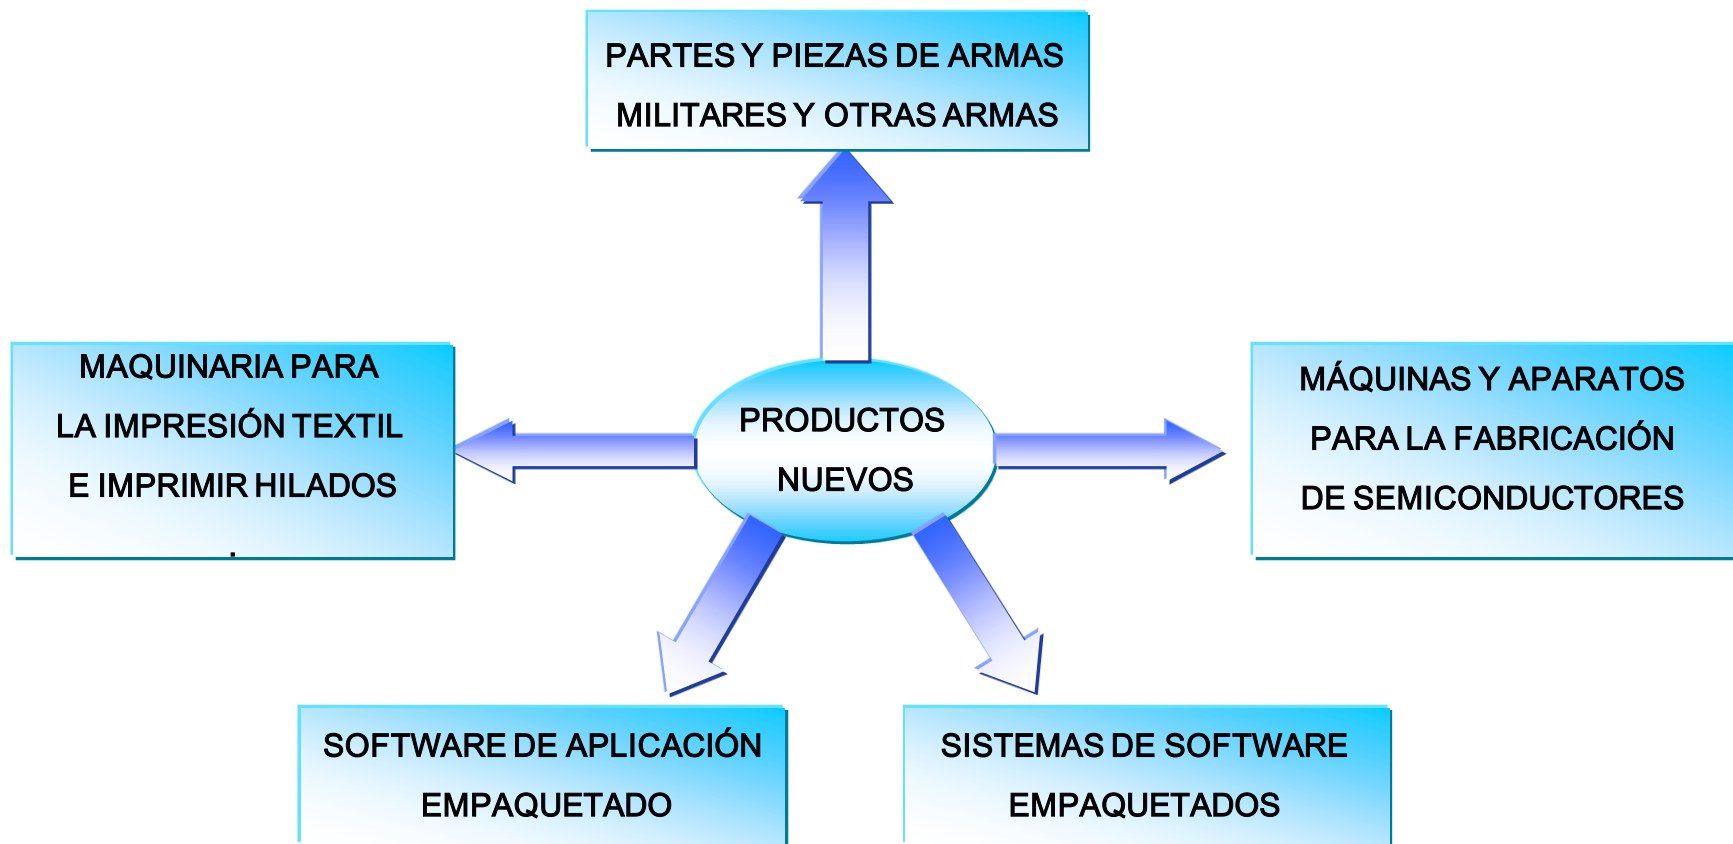 PARTES Y PIEZAS DE ARMAS
MILITARES Y OTRAS ARMAS
MAQUINARIA PARA
LA IMPRESIÓN TEXTIL
E IMPRIMIR HILADOS
.
PRODUCTOS
NUEVOS
MÁQUINAS Y APARATOS
PARA LA FABRICACIÓN
DE SEMICONDUCTORES
SOFTWARE DE APLICACIÓN
EMPAQUETADO
SISTEMAS DE SOFTWARE
EMPAQUETADOS